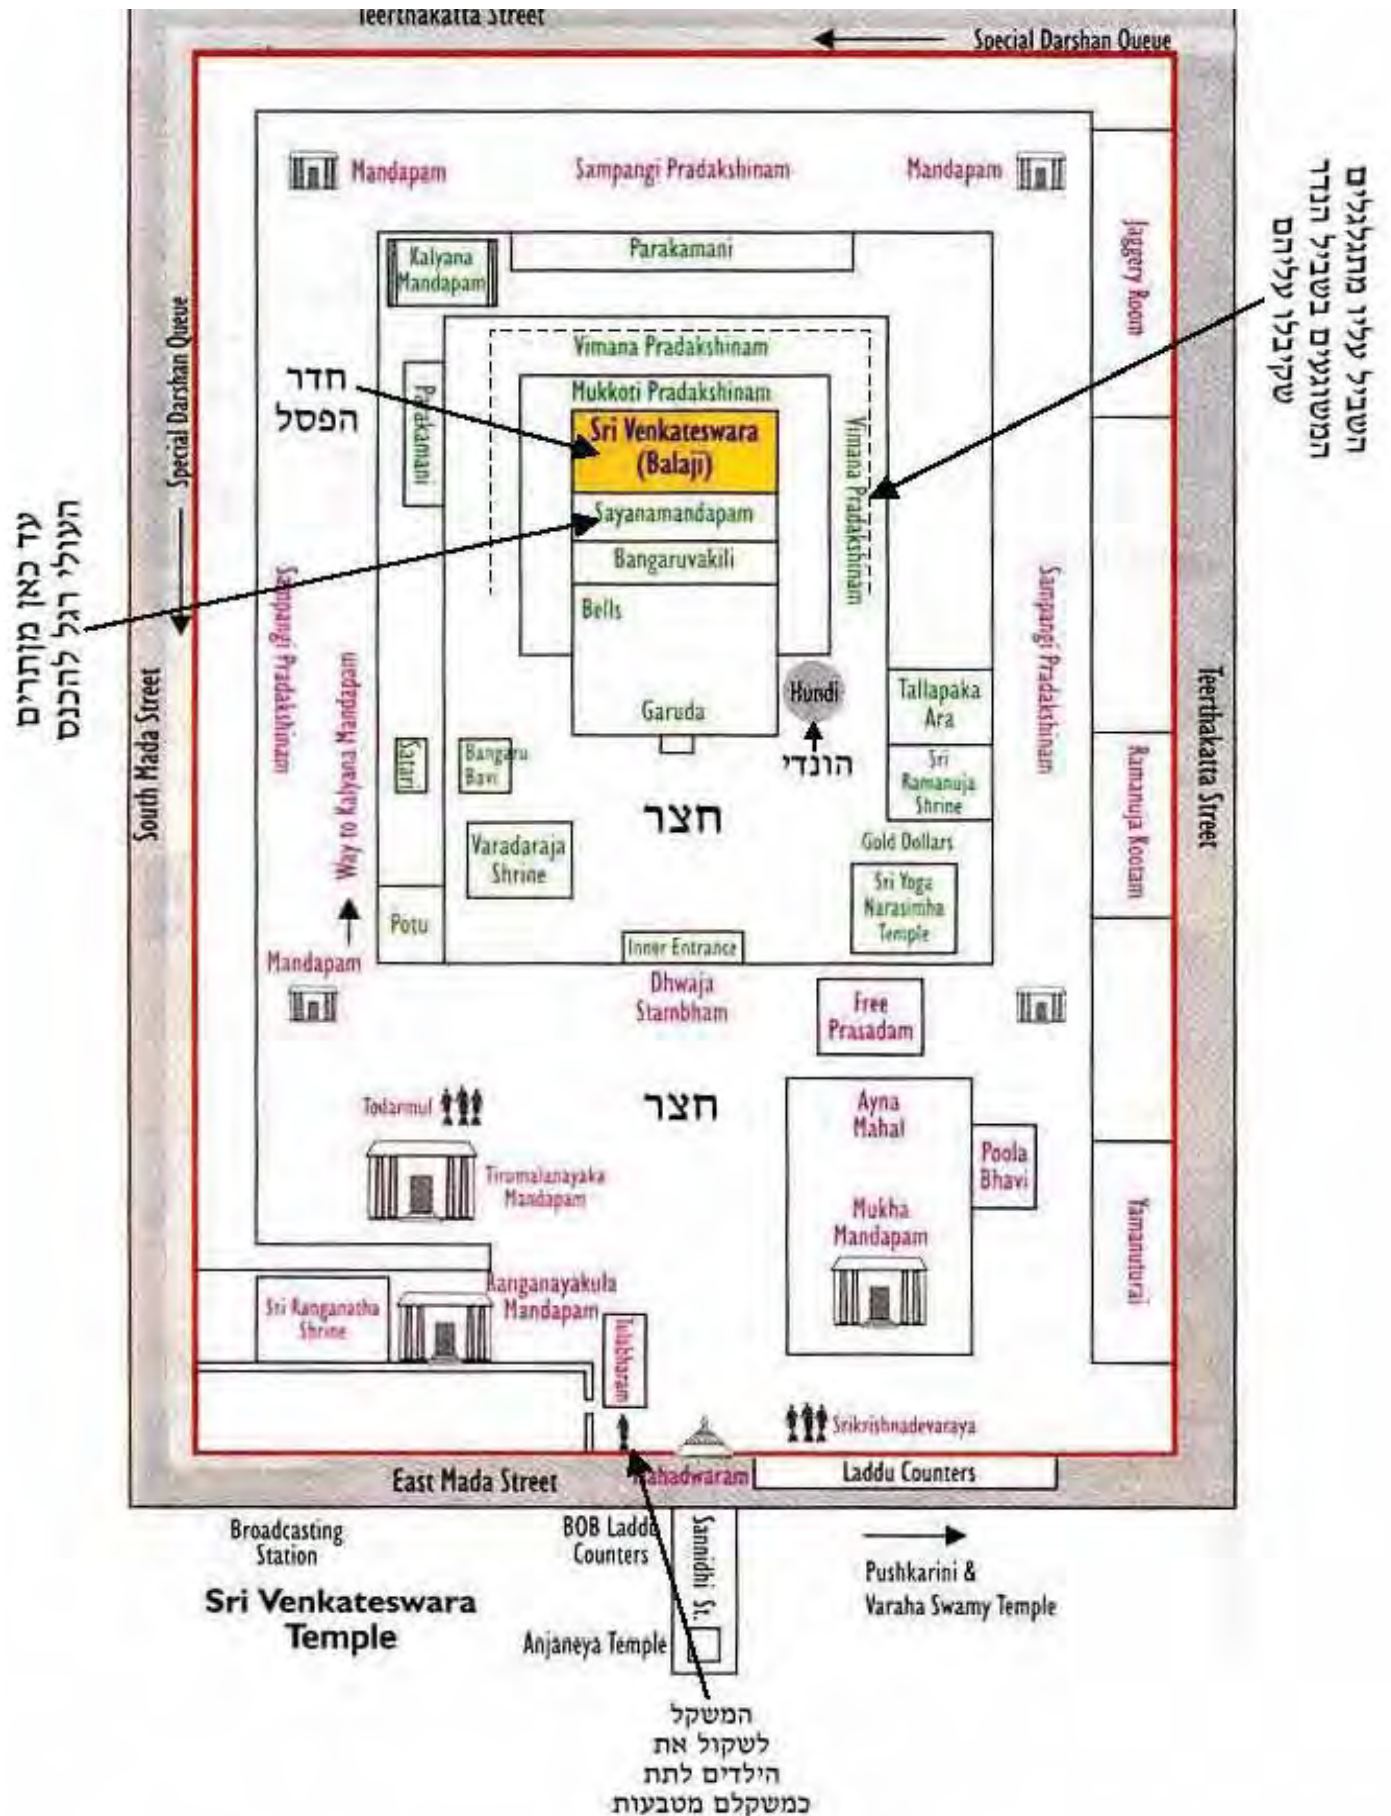 Teerthakatta Street
Special Darshan Queue
Mandapam
Sampangi Pradakshinam
Mandapam
השביל עליו מתגלגלים
המשוגעים בשביל הנדר
שקיבלו עליהם
Jaggery Room
Kalyana
Mandapam
Parakamani
Special Darshan Queue
Vimana Pradakshinam
חדר
הפסל
Parakamani
Mukkoti Pradakshinam
Sri Venkateswara
(Balaji)
Vimana Pradakshinam
Sayanamandapam
Bangaruvakili
Bells
Garuda
עד כאן מותרים
העולי רגל להכנס
Sampangi Pradakshinam
Sampangi Pradakshinam
South Mada Street
Way to Kalyana Mandapam
Hundi
הונדי
Tallapaka
Ara
Teerthakatta Street
Satari
Bangaru
Bavi
Sri
Ramanuja
Shrine
Ramanuja Kootam
חצר
Varadaraja
Shrine
Gold Dollars
Sri Yoga
Narasimha
Temple
Potu
Inner Entrance
Mandapam
Dhwaja
Stambham
Free
Prasadam
Todarmul
חצר
Ayna
Mahal
Poola
Bhavi
Tirumalanayaka
Mandapam
Mukha
Mandapam
Yamunuturai
Ranganayakula
Mandapam
Sri Ranganatha
Shrine
Tulabharam
Srikrishnadevaraya
East Mada Street
Mahadwaram
Laddu Counters
Broadcasting
Station
BOB Laddu
Counters
Sannidhi St.
Pushkarini &
Varaha Swamy Temple
Sri Venkateswara
Temple
Anjaneya Temple
המשקל
לשקול את
הילדים לתת
כמשקלם מטבעות